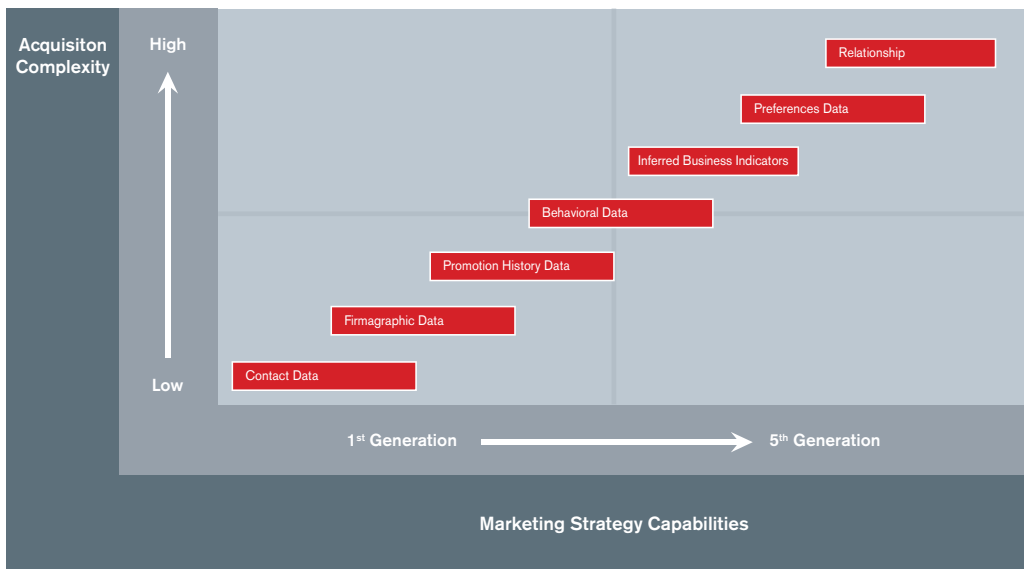 Acquisiton
Complexity
High
Relationship
Preferences Data
Inferred Business Indicators
Behavioral Data
Promotion History Data
Firmagraphic Data
Contact Data
Low
1st Generation
5th Generation
Marketing Strategy Capabilities